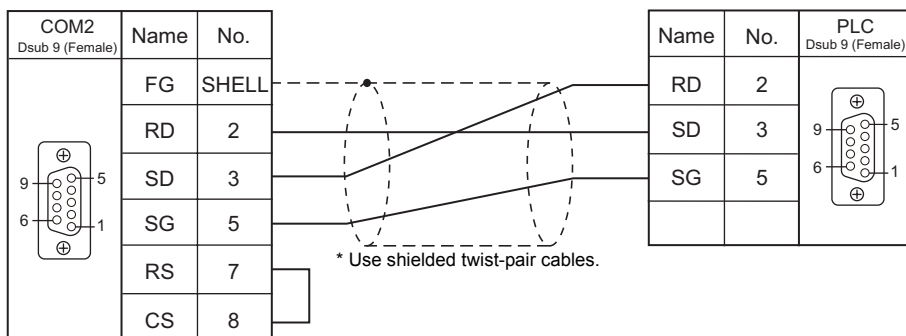 COM2
Dsub 9 (Female)
Name No.
FG SHELL
RD 2
SD 3
SG 5
RS 7
CS 8
9
5
6
1
* Use shielded twist-pair cables.
Name No.
PLC
Dsub 9 (Female)
RD 2
SD 3
SG 5
9
5
6
1